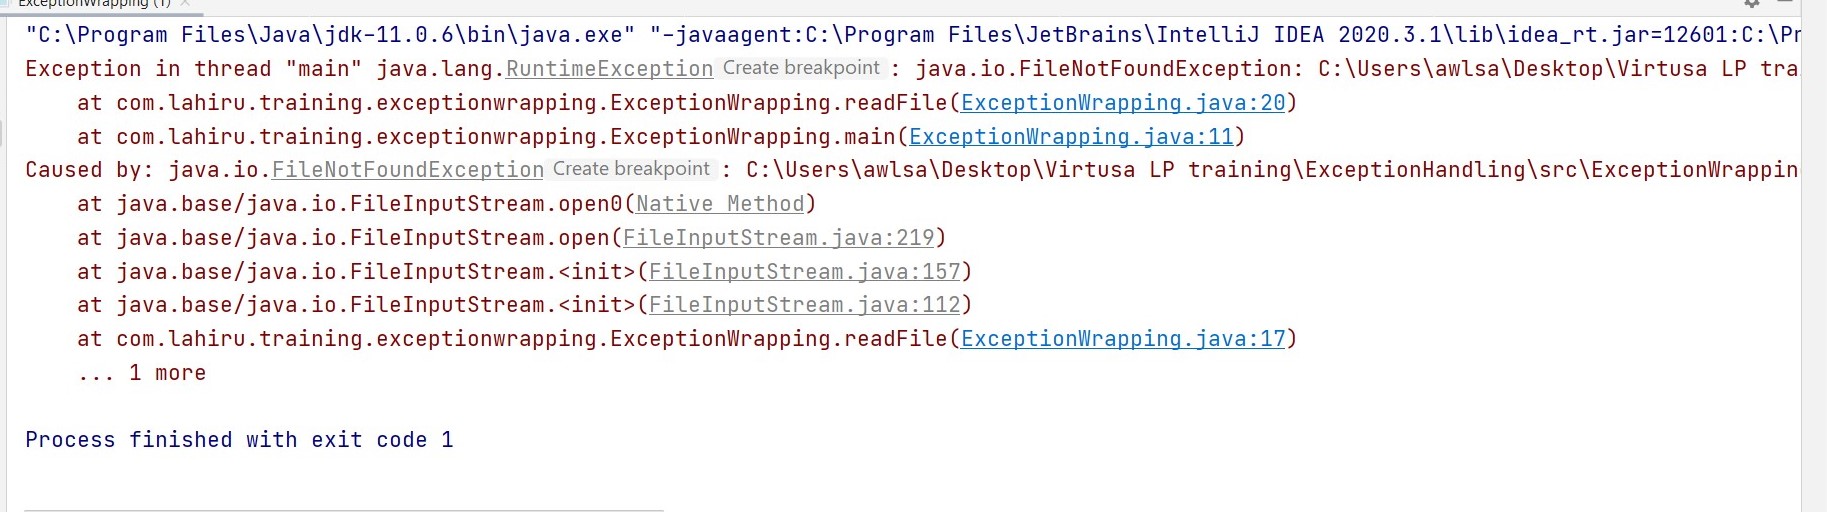 ExceptionWrapping (1) ×
"C:\Program Files\Java\jdk-11.0.6\bin\java.exe" "-javaagent:C:\Program Files\JetBrains\IntelliJ IDEA 2020.3.1\lib\idea_rt.jar=12601:C:\Pr
Exception in thread "main" java.lang.RuntimeException Create breakpoint : java.io.FileNotFoundException: C:\Users\awlsa\Desktop\Virtusa LP tra
at com.lahiru.training.exceptionwrapping.ExceptionWrapping.readFile(ExceptionWrapping.java:20)
at com.lahiru.training.exceptionwrapping.ExceptionWrapping.main(ExceptionWrapping.java:11)
Caused by: java.io.FileNotFoundException Create breakpoint : C:\Users\awlsa\Desktop\Virtusa LP training\ExceptionHandling\src\ExceptionWrappin
at java.base/java.io.FileInputStream.open0(Native Method)
at java.base/java.io.FileInputStream.open(FileInputStream.java:219)
at java.base/java.io.FileInputStream.<init>(FileInputStream.java:157)
at java.base/java.io.FileInputStream.<init>(FileInputStream.java:112)
at com.lahiru.training.exceptionwrapping.ExceptionWrapping.readFile(ExceptionWrapping.java:17)
... 1 more
Process finished with exit code 1